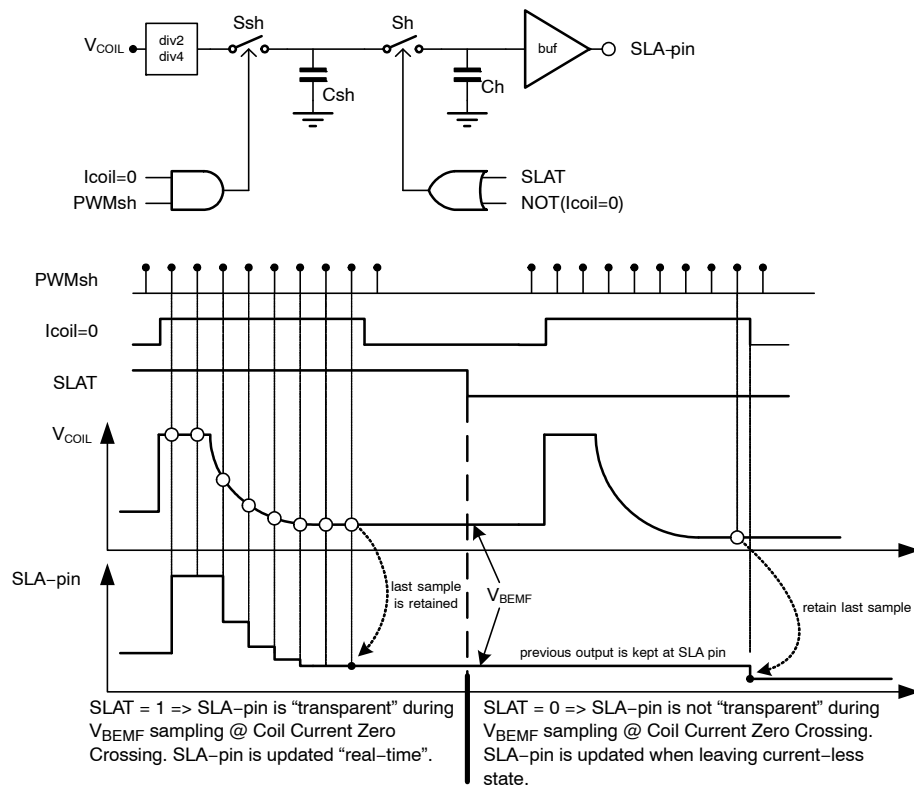 Ssh
Sh
VCOIL
div2
div4
buf
SLA−pin
Csh
Ch
Icoil=0
PWMsh
SLAT
NOT(Icoil=0)
PWMsh
Icoil=0
SLAT
VCOIL
SLA−pin
last sample
is retained
VBEMF
retain last sample
previous output is kept at SLA pin
SLAT = 1 => SLA−pin is “transparent” during
VBEMF sampling @ Coil Current Zero
Crossing. SLA−pin is updated “real−time”.
SLAT = 0 => SLA−pin is not “transparent” during
VBEMF sampling @ Coil Current Zero Crossing.
SLA−pin is updated when leaving current−less
state.